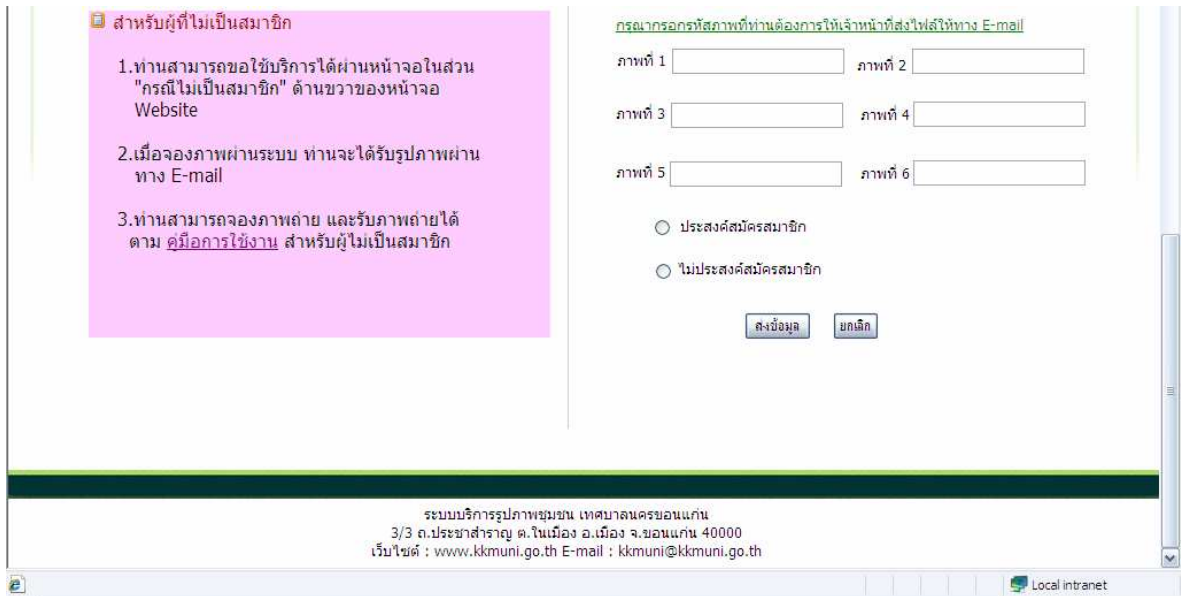 สำหรับผู้ที่ไม่เป็นสมาชิก
1.ท่านสามารถขอใช้บริการได้ผ่านหน้าจอในส่วน
"กรณีไม่เป็นสมาชิก" ด้านขวาของหน้าจอ
Website
2.เมื่อจองภาพผ่านระบบ ท่านจะได้รับรูปภาพผ่าน
ทาง E-mail
3.ท่านสามารถจองภาพถ่าย และรับภาพถ่ายได้
ตาม คู่มือการใช้งาน สำหรับผู้ไม่เป็นสมาชิก
กรุณากรอกรหัสภาพที่ท่านต้องการให้เจ้าหน้าที่ส่งไฟล์ให้ทาง E-mail
ภาพที่ 1 ภาพที่ 2
ภาพที่ 3 ภาพที่ 4
ภาพที่ 5 ภาพที่ 6
ประสงค์สมัครสมาชิก
ไม่ประสงค์สมัครสมาชิก
ส่งข้อมูล ยกเลิก
ระบบบริการรูปภาพชุมชน เทศบาลนครขอนแก่น
3/3 ถ.ประชาสำราญ ต.ในเมือง อ.เมือง จ.ขอนแก่น 40000
เว็บไซต์ : www.kkmuni.go.th E-mail : kkmuni@kkmuni.go.th
Local intranet